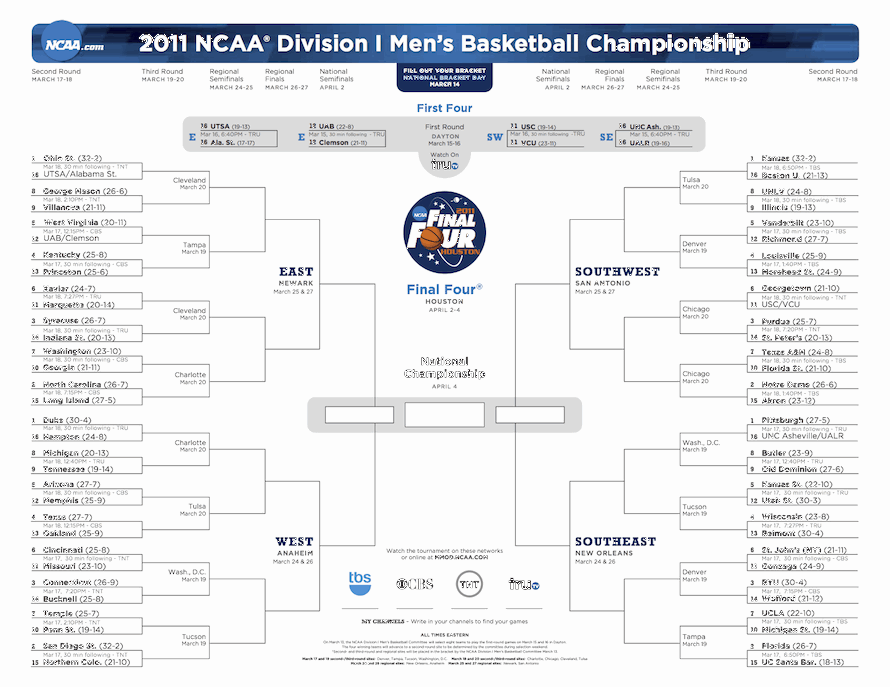 NCAA.com
2011 NCAA® Division I Men's Basketball Championship
Second Round
MARCH 17-18
Third Round
MARCH 19-20
Regional
Semifinals
MARCH 24-25
Regional
Finals
MARCH 26-27
National
Semifinals
APRIL 2
FILL OUT YOUR BRACKET
NATIONAL BRACKET DAY
MARCH 14
National
Semifinals
APRIL 2
Regional
Finals
MARCH 26-27
Regional
Semifinals
MARCH 24-25
Third Round
MARCH 19-20
Second Round
MARCH 17-18
First Four
E
16 UTSA (19-13)
Mar 16, 6:40PM - TRU
16 Ala. St. (17-17)
E
12 UAB (22-8)
Mar 15, 30 min following - TRU
12 Clemson (21-11)
First Round
DAYTON
March 15-16
Watch On
truTV
SW
11 USC (19-14)
Mar 16, 30 min following - TRU
11 VCU (23-11)
SE
16 UNC Ash. (19-13)
Mar 15, 6:40PM - TRU
16 UALR (19-16)
1 Ohio St. (32-2)
Mar 18, 30 min following - TNT
16 UTSA/Alabama St.
8 George Mason (26-6)
Mar 18, 2:10PM - TNT
9 Villanova (21-11)
5 West Virginia (20-11)
Mar 17, 12:15PM - CBS
12 UAB/Clemson
4 Kentucky (25-8)
Mar 17, 30 min following - CBS
13 Princeton (25-6)
6 Xavier (24-7)
Mar 18, 7:27PM - TRU
11 Marquette (20-14)
3 Syracuse (26-7)
Mar 18, 30 min following - TRU
14 Indiana St. (20-13)
7 Washington (23-10)
Mar 18, 30 min following - CBS
10 Georgia (21-11)
2 North Carolina (26-7)
Mar 18, 7:15PM - CBS
15 Long Island (27-5)
Cleveland
March 20
Tampa
March 19
Cleveland
March 20
Charlotte
March 20
EAST
NEWARK
March 25 & 27
NCAA
2011
FINAL
FOUR
HOUSTON
Final Four®
HOUSTON
APRIL 2-4
National
Championship
APRIL 4
SOUTHWEST
SAN ANTONIO
March 25 & 27
Tulsa
March 20
Denver
March 19
Chicago
March 20
Chicago
March 20
1 Kansas (32-2)
Mar 18, 6:50PM - TBS
16 Boston U. (21-13)
8 UNLV (24-8)
Mar 18, 30 min following - TBS
9 Illinois (19-13)
5 Vanderbilt (23-10)
Mar 17, 30 min following - TBS
12 Richmond (27-7)
4 Louisville (25-9)
Mar 17, 1:40PM - TBS
13 Morehead St. (24-9)
6 Georgetown (21-10)
Mar 18, 30 min following - TNT
11 USC/VCU
3 Purdue (25-7)
Mar 18, 7:20PM - TNT
14 St. Peter's (20-13)
7 Texas A&M (24-8)
Mar 18, 30 min following - TBS
10 Florida St. (21-10)
2 Notre Dame (26-6)
Mar 18, 1:40PM - TBS
15 Akron (23-12)
1 Duke (30-4)
Mar 18, 30 min following - TRU
16 Hampton (24-8)
8 Michigan (20-13)
Mar 18, 12:40PM - TRU
9 Tennessee (19-14)
5 Arizona (27-7)
Mar 18, 30 min following - CBS
12 Memphis (25-9)
4 Texas (27-7)
Mar 18, 12:15PM - CBS
13 Oakland (25-9)
6 Cincinnati (25-8)
Mar 17, 30 min following - TNT
11 Missouri (23-10)
3 Connecticut (26-9)
Mar 17, 7:20PM - TNT
14 Bucknell (25-8)
7 Temple (25-7)
Mar 17, 2:10PM - TNT
10 Penn St. (19-14)
2 San Diego St. (32-2)
Mar 17, 30 min following - TNT
15 Northern Colo. (21-10)
Charlotte
March 20
Tulsa
March 20
Wash., D.C.
March 19
Tucson
March 19
WEST
ANAHEIM
March 24 & 26
Watch the tournament on these networks
or online at MMOD.NCAA.COM
tbs
CBS
TNT
truTV
MY CHANNELS - Write in your channels to find your games
ALL TIMES EASTERN
SOUTHEAST
NEW ORLEANS
March 24 & 26
Wash., D.C.
March 19
Tucson
March 19
Denver
March 19
Tampa
March 19
1 Pittsburgh (27-5)
Mar 17, 30 min following - TRU
16 UNC Asheville/UALR
8 Butler (23-9)
Mar 17, 12:40PM - TRU
9 Old Dominion (27-6)
5 Kansas St. (22-10)
Mar 17, 30 min following - TRU
12 Utah St. (30-3)
4 Wisconsin (23-8)
Mar 17, 7:27PM - TRU
13 Belmont (30-4)
6 St. John's (NY) (21-11)
Mar 17, 30 min following - CBS
11 Gonzaga (24-9)
3 BYU (30-4)
Mar 17, 7:15PM - CBS
14 Wofford (21-12)
7 UCLA (22-10)
Mar 17, 30 min following - TBS
10 Michigan St. (19-14)
2 Florida (26-7)
Mar 17, 6:50PM - TBS
15 UC Santa Bar. (18-13)